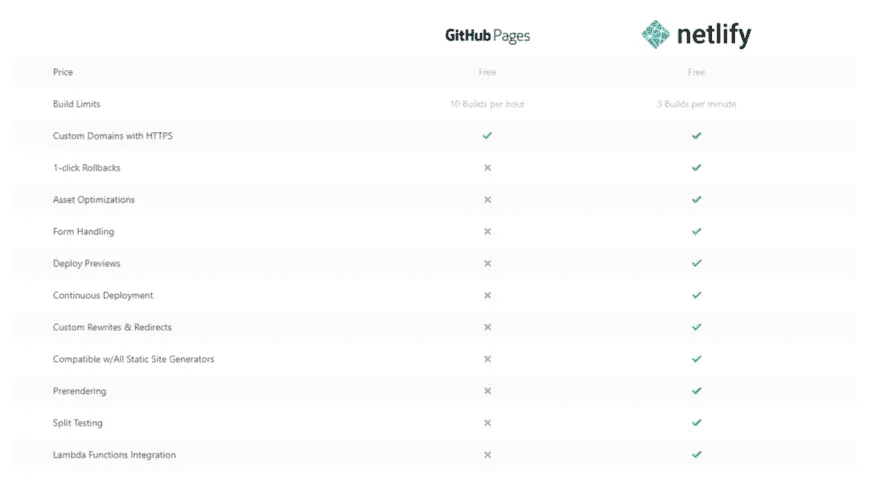 GitHub Pages netlify
Price Free Free
Build Limits 10 Builds per hour 3 Builds per minute
Custom Domains with HTTPS
1-click Rollbacks
Asset Optimizations
Form Handling
Deploy Previews
Continuous Deployment
Custom Rewrites & Redirects
Compatible w/All Static Site Generators
Prerendering
Split Testing
Lambda Functions Integration